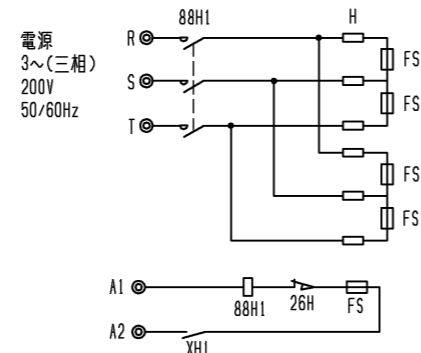 88H1
H
電源
3～(三相)
200V
50/60Hz
R
S
T
FS
FS
FS
FS
A1
88H1
26H
FS
A2
XH1